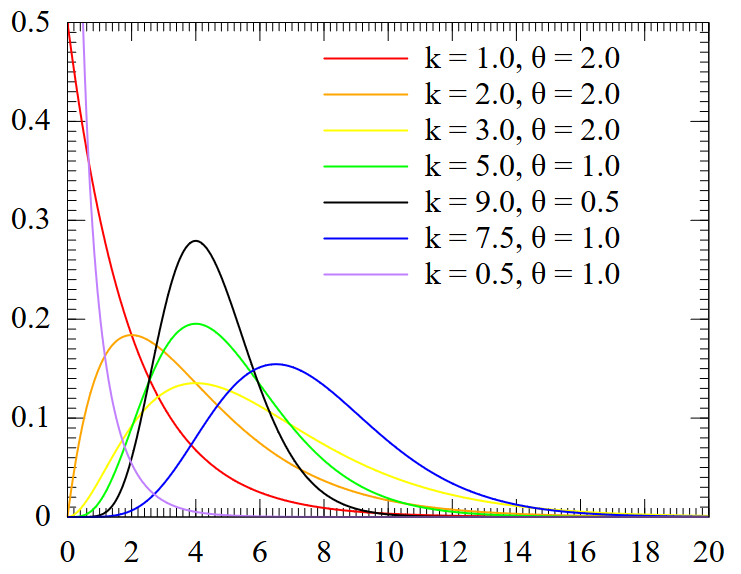 0.5
k = 1.0, θ = 2.0
k = 2.0, θ = 2.0
0.4
k = 3.0, θ = 2.0
k = 5.0, θ = 1.0
k = 9.0, θ = 0.5
0.3
k = 7.5, θ = 1.0
k = 0.5, θ = 1.0
0.2
0.1
0
0 2 4 6 8 10 12 14 16 18 20